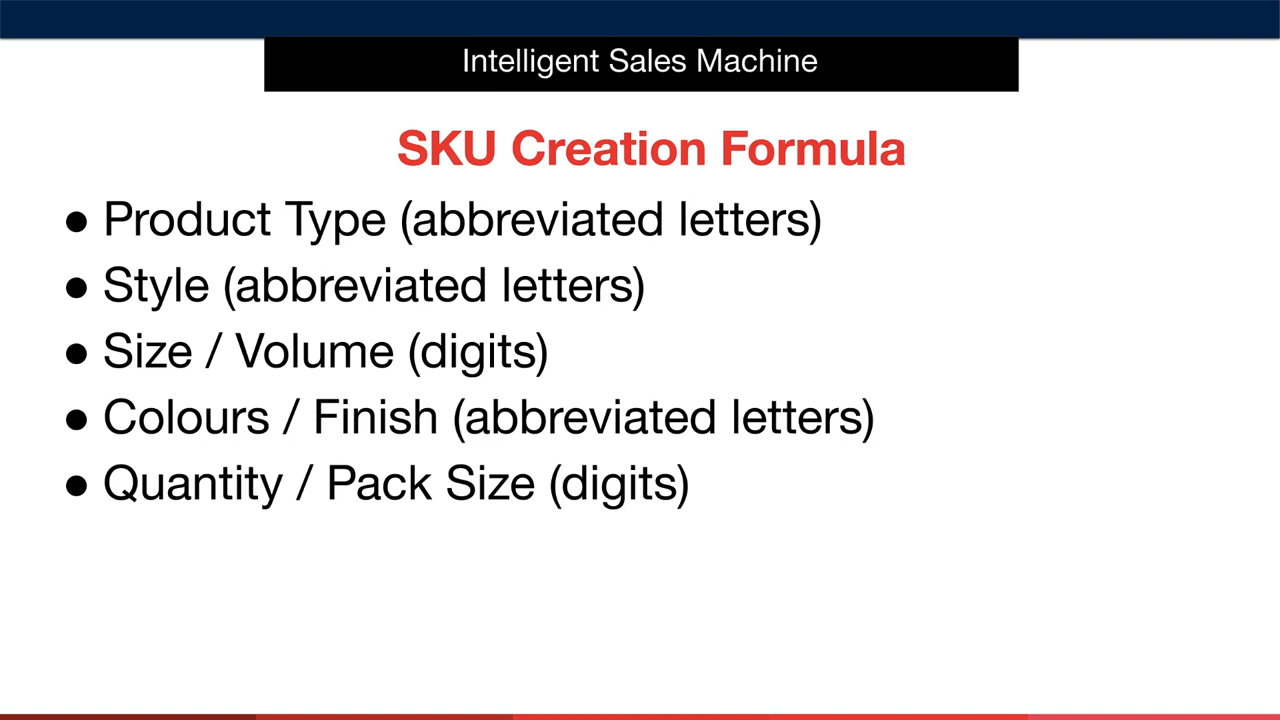 Intelligent Sales Machine
SKU Creation Formula
● Product Type (abbreviated letters)
● Style (abbreviated letters)
● Size / Volume (digits)
● Colours / Finish (abbreviated letters)
● Quantity / Pack Size (digits)